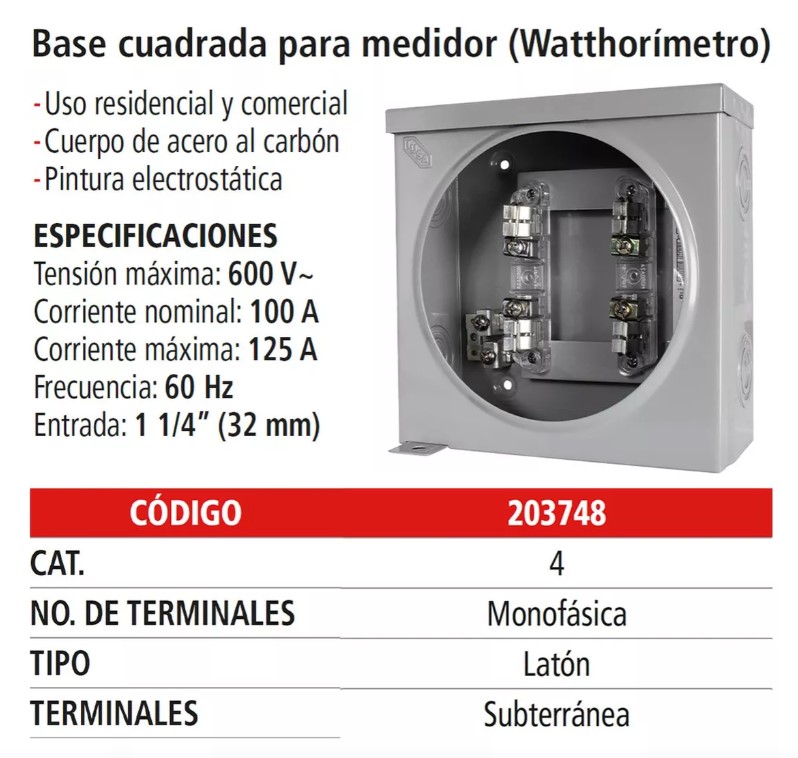 Base cuadrada para medidor (Watthorímetro)
-Uso residencial y comercial
-Cuerpo de acero al carbón
-Pintura electrostática
ESPECIFICACIONES
Tensión máxima: 600 V~
Corriente nominal: 100 A
Corriente máxima: 125 A
Frecuencia: 60 Hz
Entrada: 1 1/4” (32 mm)
CÓDIGO 203748
CAT. 4
NO. DE TERMINALES Monofásica
TIPO Latón
TERMINALES Subterránea